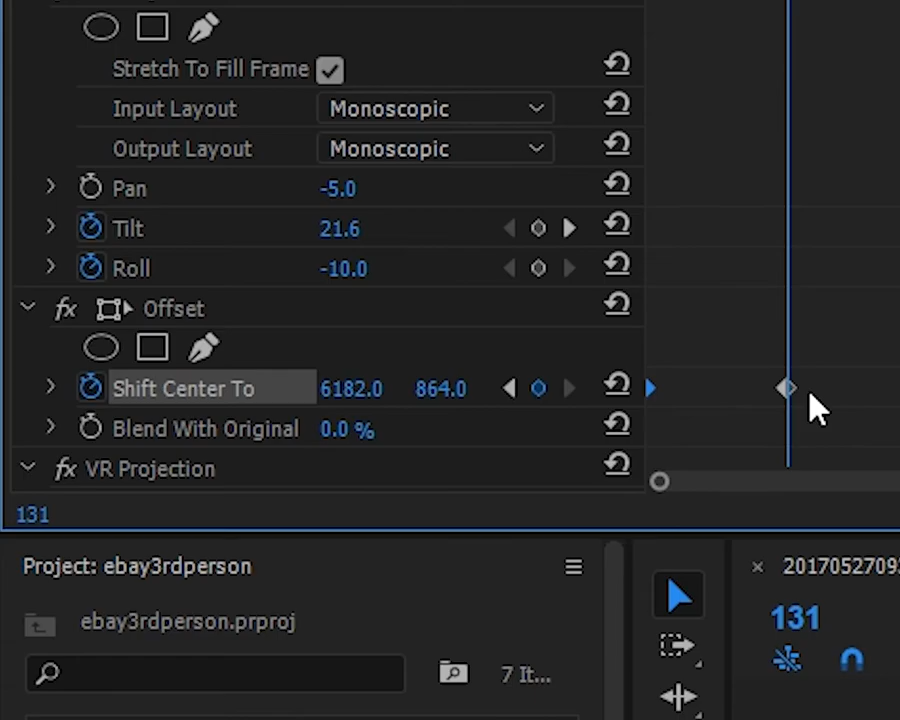 Stretch To Fill Frame
Input Layout Monoscopic
Output Layout Monoscopic
Pan -5.0
Tilt 21.6
Roll -10.0
fx Offset
Shift Center To 6182.0 864.0
Blend With Original 0.0 %
fx VR Projection
131
Project: ebay3rdperson
× 2017052709
ebay3rdperson.prproj
131
7 It...